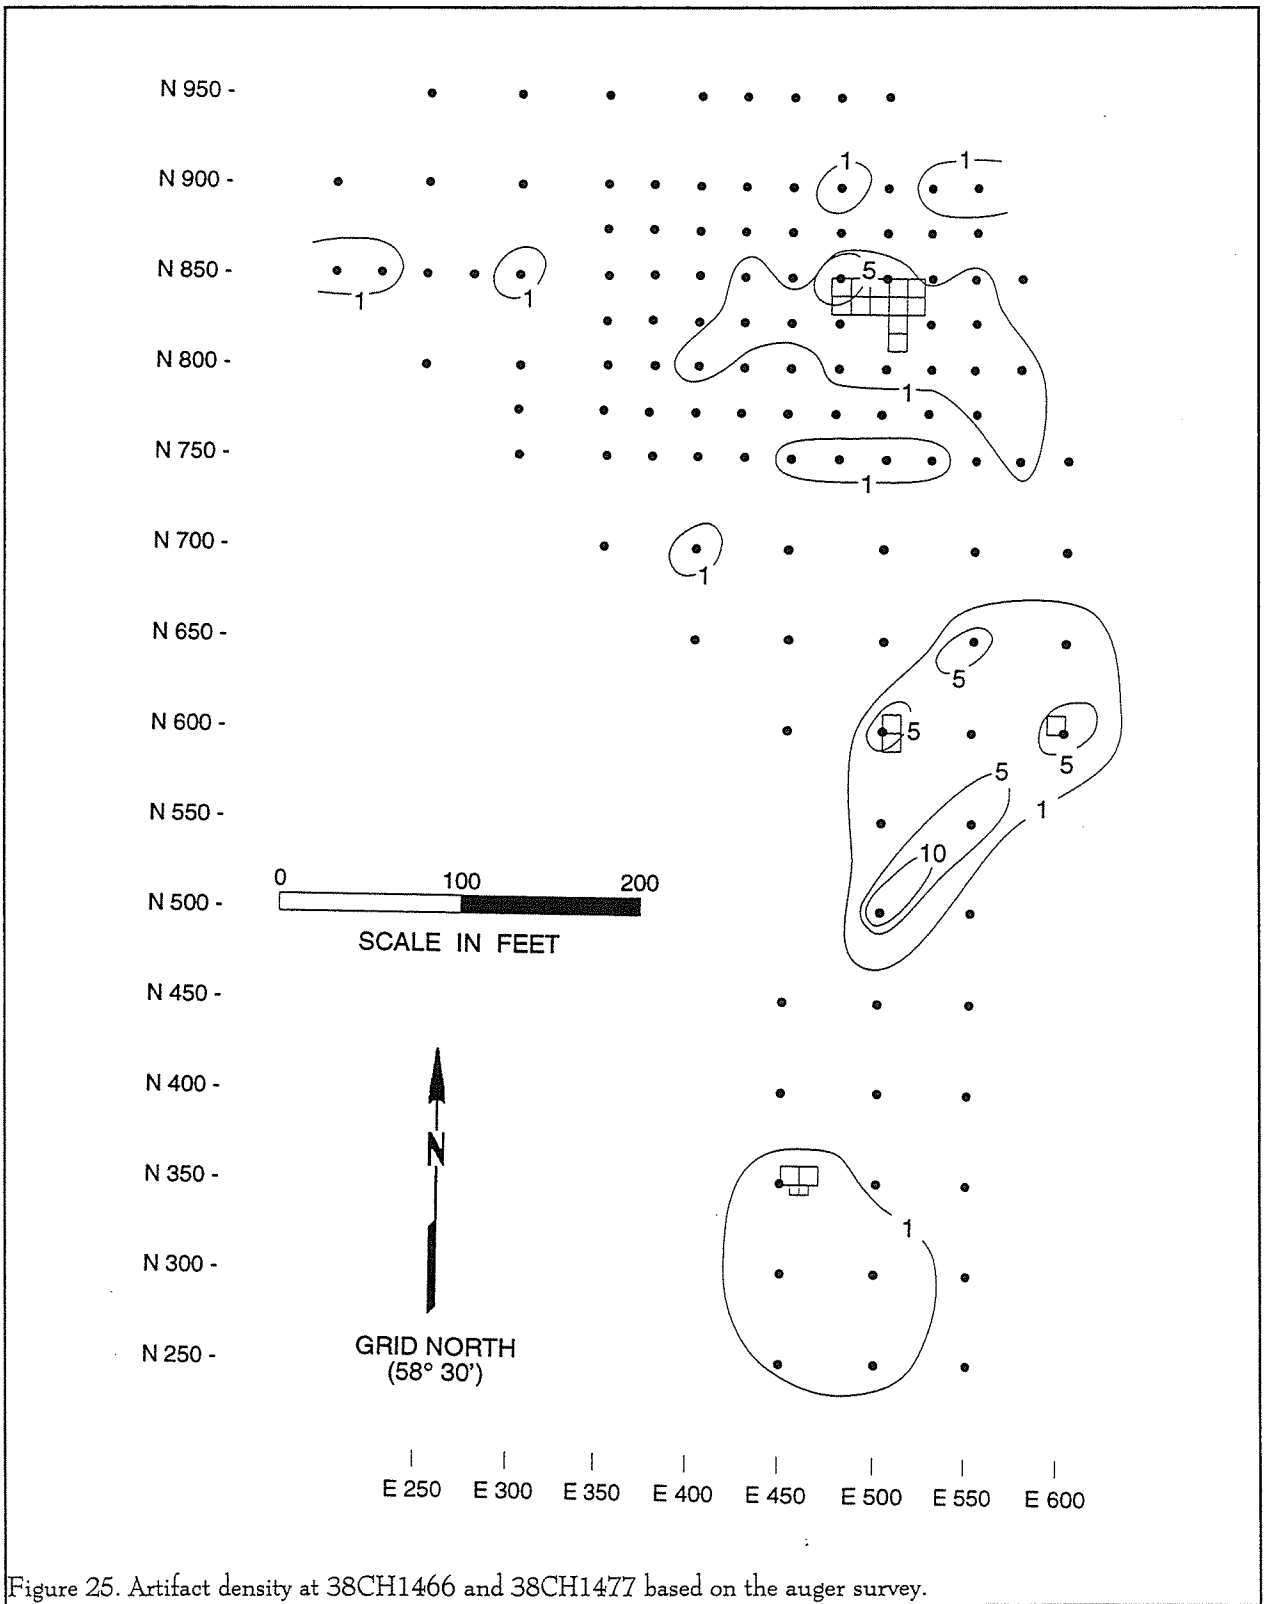 N 950 -
N 900 -
1
1
N 850 -
1
1
5
N 800 -
1
N 750 -
1
N 700 -
1
N 650 -
5
N 600 -
5
5
5
N 550 -
1
10
0 100 200
N 500 -
SCALE IN FEET
N 450 -
N 400 -
N
N 350 -
1
N 300 -
GRID NORTH
(58° 30')
N 250 -
E 250 E 300 E 350 E 400 E 450 E 500 E 550 E 600
Figure 25. Artifact density at 38CH1466 and 38CH1477 based on the auger survey.